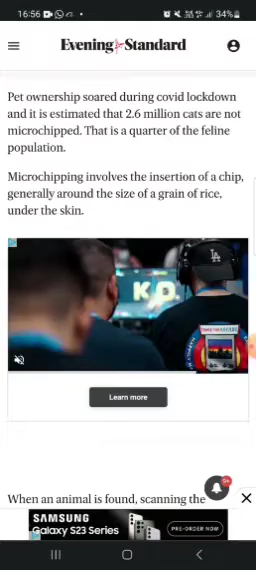 16:56
34%
Evening Standard
Pet ownership soared during covid lockdown
and it is estimated that 2.6 million cats are not
microchipped. That is a quarter of the feline
population.
Microchipping involves the insertion of a chip,
generally around the size of a grain of rice,
under the skin.
LA
K.O.
Learn more
When an animal is found, scanning the
9+
SAMSUNG
Galaxy S23 Series
PRE-ORDER NOW